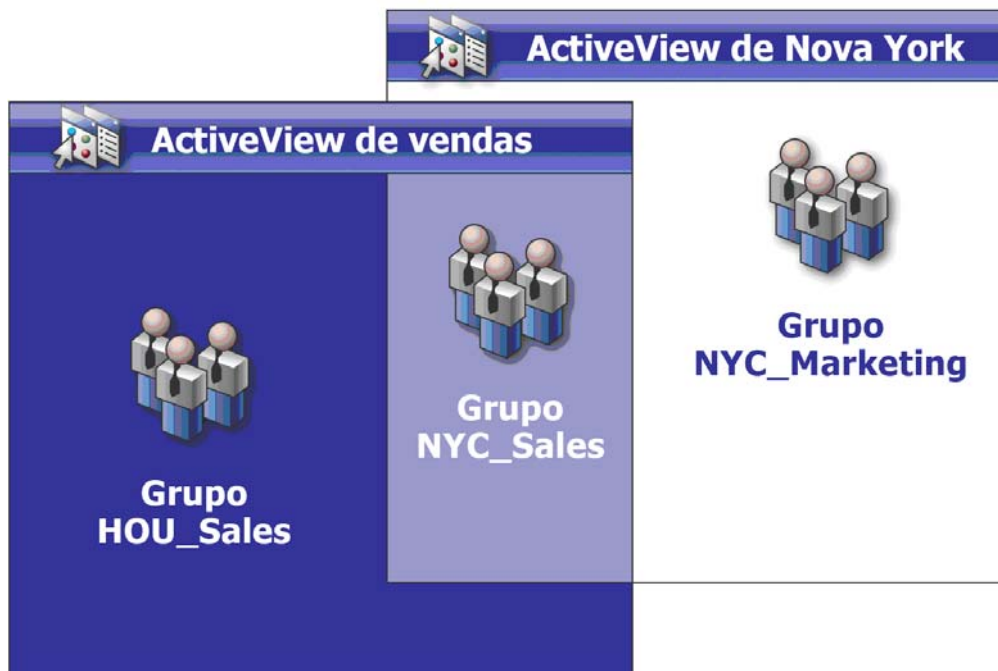 ActiveView de Nova York
ActiveView de vendas
Grupo
NYC_Marketing
Grupo
NYC_Sales
Grupo
HOU_Sales